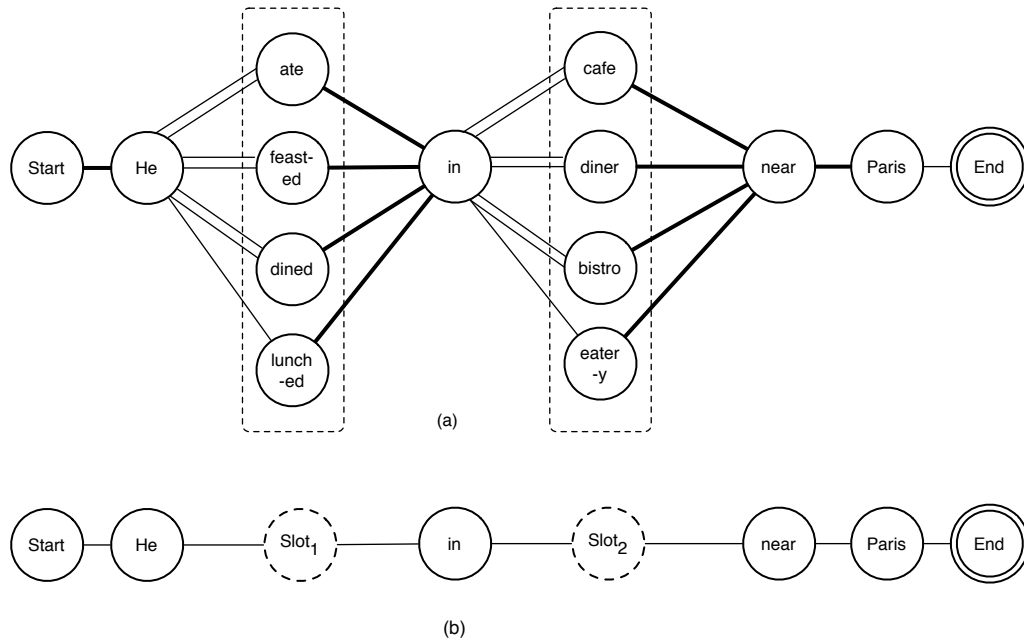 ate
cafe
Start
He
feast-
ed
in
diner
near
Paris
End
dined
bistro
lunch
-ed
eater
-y
(a)
Start
He
Slot1
in
Slot2
near
Paris
End
(b)